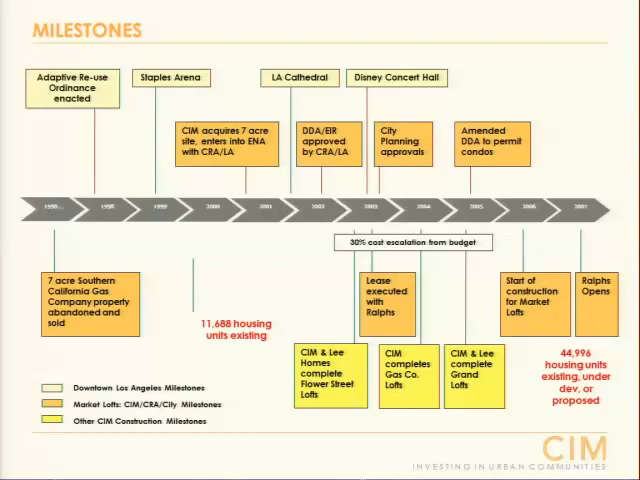 MILESTONES
Adaptive Re-use
Ordinance
enacted
Staples Arena
LA Cathedral
Disney Concert Hall
CIM acquires 7 acre
site, enters into ENA
with CRA/LA
DDA/EIR
approved
by CRA/LA
City
Planning
approvals
Amended
DDA to permit
condos
1990... 1998 1999 2000 2001 2002 2003 2004 2005 2006 2007
30% cost escalation from budget
7 acre Southern
California Gas
Company property
abandoned and
sold
11,688 housing
units existing
Lease
executed
with
Ralphs
Start of
construction
for Market
Lofts
Ralphs
Opens
CIM & Lee
Homes
complete
Flower Street
Lofts
CIM
completes
Gas Co.
Lofts
CIM & Lee
complete
Grand
Lofts
44,996
housing units
existing, under
dev, or
proposed
Downtown Los Angeles Milestones
Market Lofts: CIM/CRA/City Milestones
Other CIM Construction Milestones
CIM
INVESTING IN URBAN COMMUNITIES